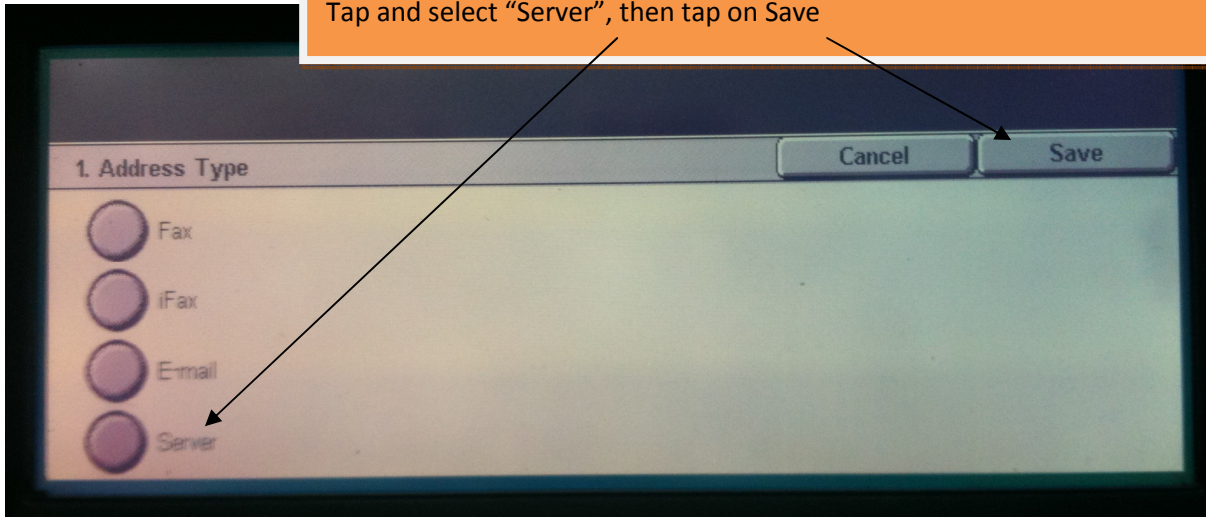 Tap and select “Server”, then tap on Save
1. Address Type
Cancel
Save
Fax
iFax
E-mail
Server